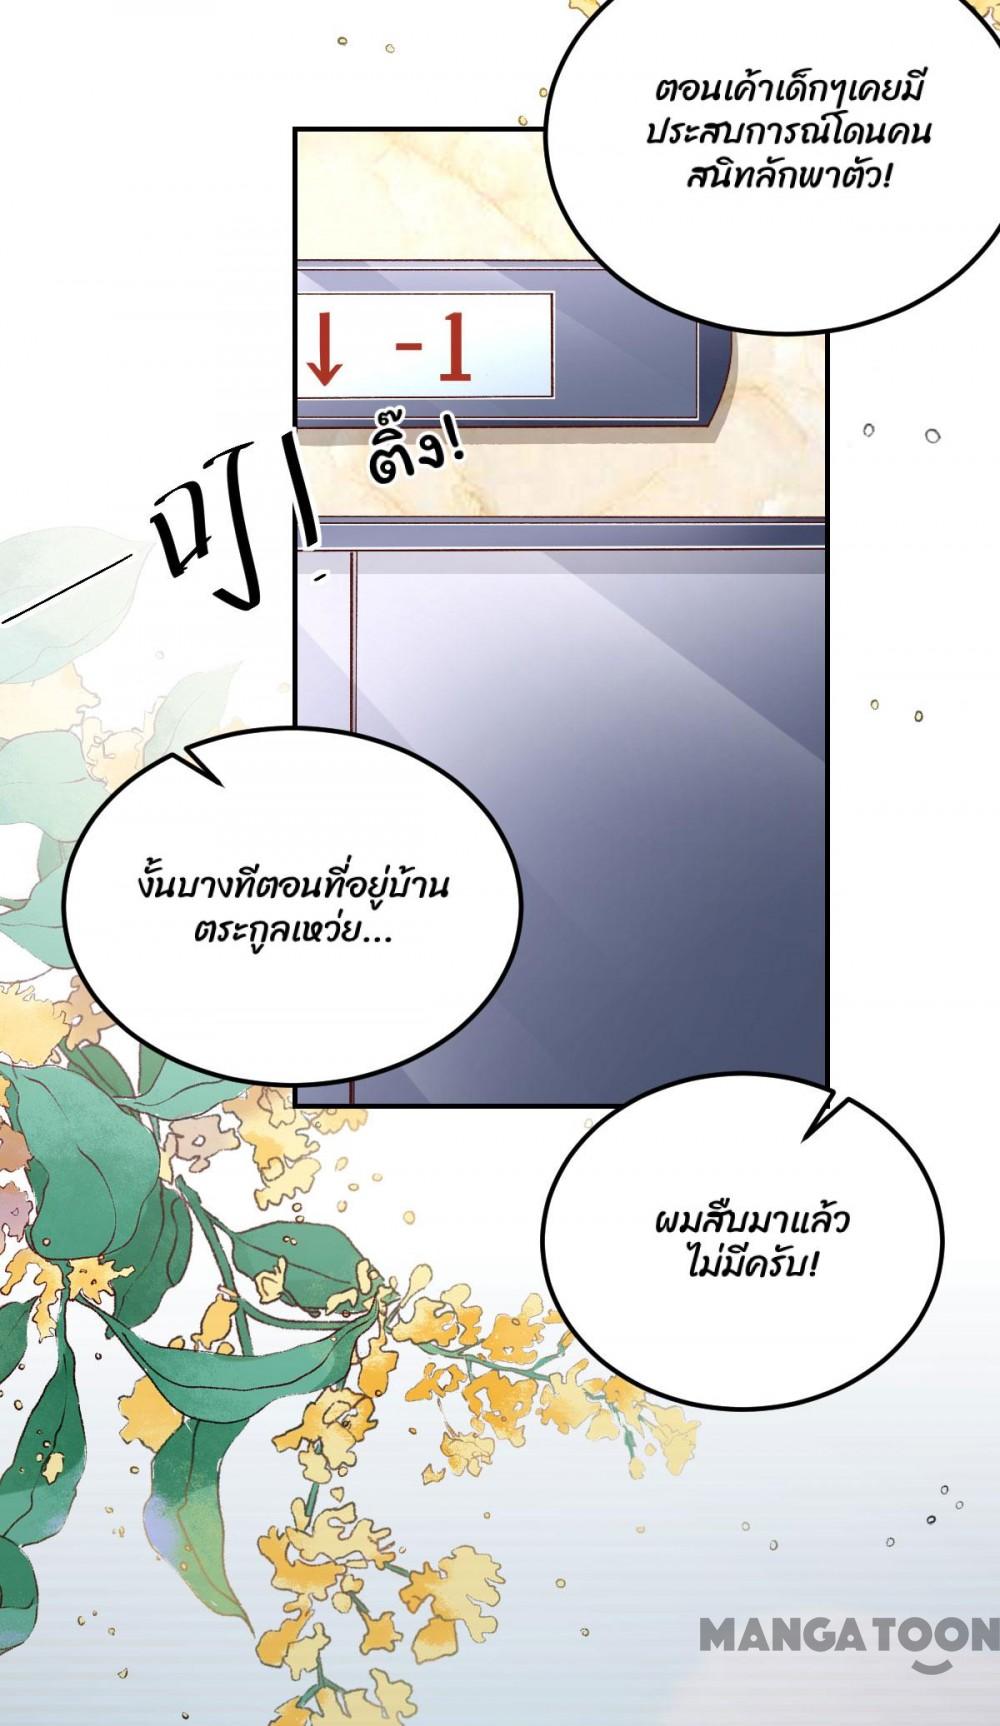 ตอนเค้าเด็กๆเคยมี
ประสบการณ์โดนคน
สนิทลักพาตัว!
↓ -1
ติ๊ง!
งั้นบางทีตอนที่อยู่บ้าน
ตระกูลเหว่ย...
ผมสืบมาแล้ว
ไม่มีครับ!
MANGATOON